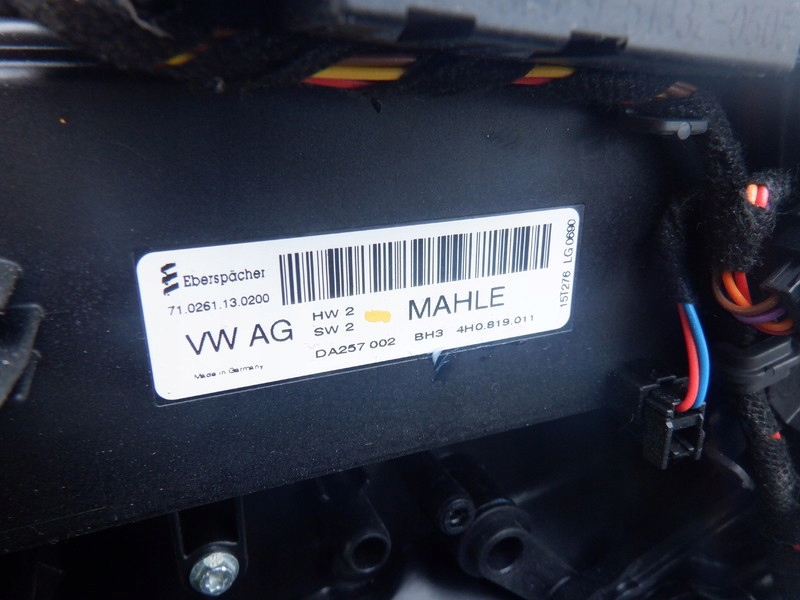 Eberspächer
71.0261.13.0200
VW AG
HW 2
SW 2
MAHLE
DA257 002 BH3 4H0.819.011
Made in Germany
15T276 LG 0690